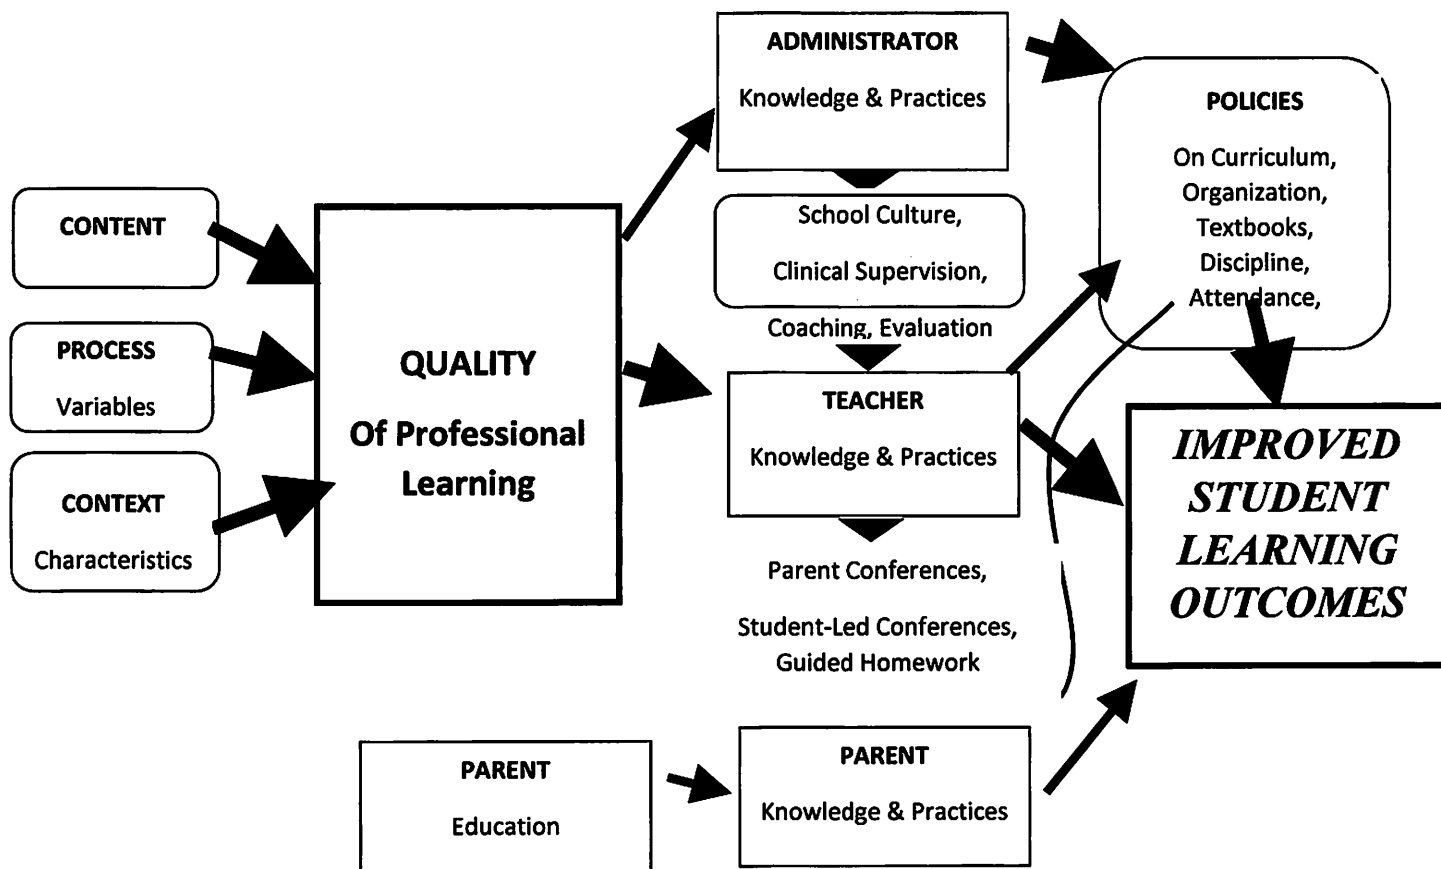 CONTENT
PROCESS
Variables
CONTEXT
Characteristics
QUALITY
Of Professional
Learning
ADMINISTRATOR
Knowledge & Practices
School Culture,
Clinical Supervision,
Coaching, Evaluation
TEACHER
Knowledge & Practices
Parent Conferences,
Student-Led Conferences,
Guided Homework
PARENT
Education
PARENT
Knowledge & Practices
POLICIES
On Curriculum,
Organization,
Textbooks,
Discipline,
Attendance,
IMPROVED
STUDENT
LEARNING
OUTCOMES